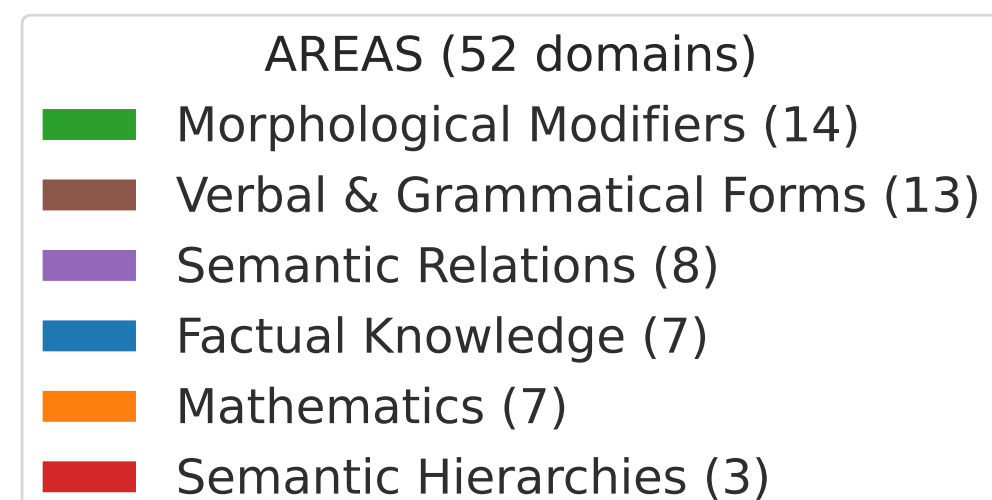 AREAS (52 domains)
Morphological Modifiers (14)
Verbal & Grammatical Forms (13)
Semantic Relations (8)
Factual Knowledge (7)
Mathematics (7)
Semantic Hierarchies (3)